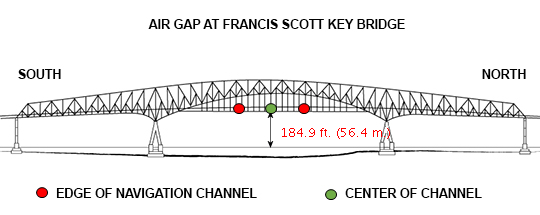 AIR GAP AT FRANCIS SCOTT KEY BRIDGE
SOUTH
NORTH
184.9 ft. (56.4 m.)
EDGE OF NAVIGATION CHANNEL
CENTER OF CHANNEL